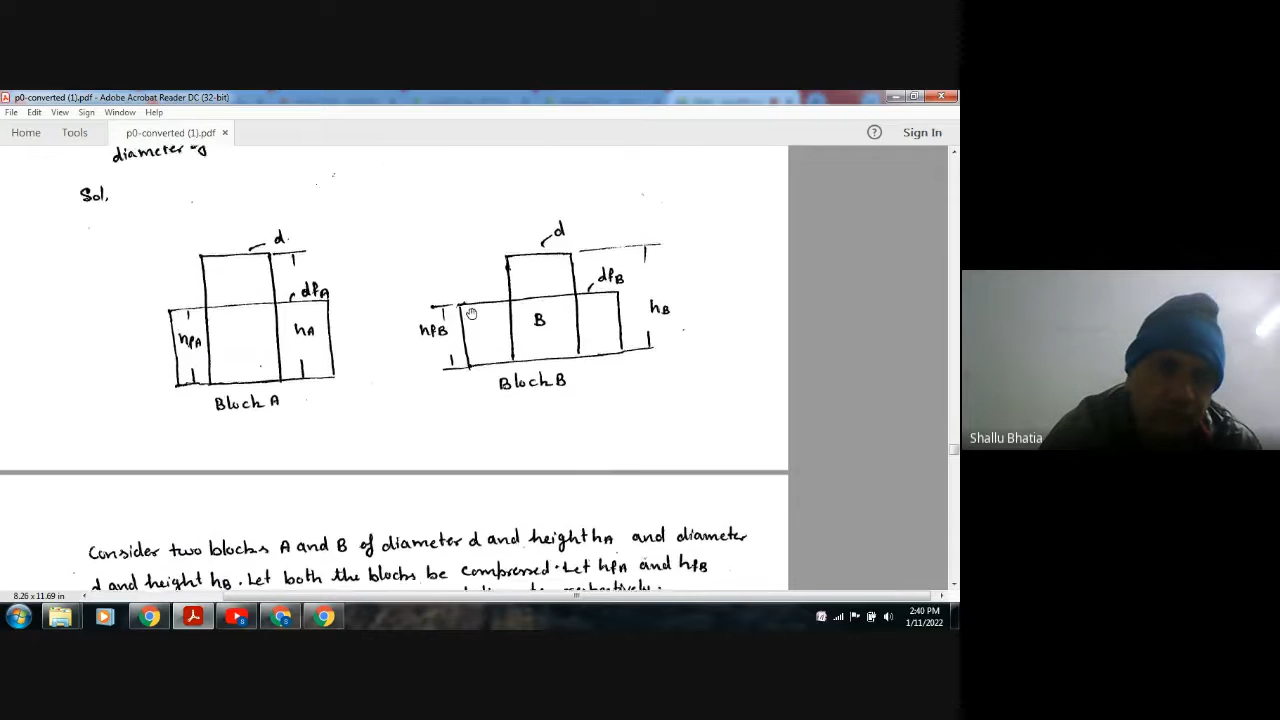 p0-converted (1).pdf - Adobe Acrobat Reader DC (32-bit)
File Edit View Sign Window Help
Home Tools p0-converted (1).pdf × ? Sign In
diameter of
Sol.
d
dfA
hfA
hA
Block A
d
dfB
hfB
B
hB
Block B
Consider two blocks A and B of diameter d and height hA and diameter
d and height hB. Let both the blocks be compressed. Let hfA and hfB
respectively.
8.26 x 11.69 in
2:40 PM
1/11/2022
Shallu Bhatia